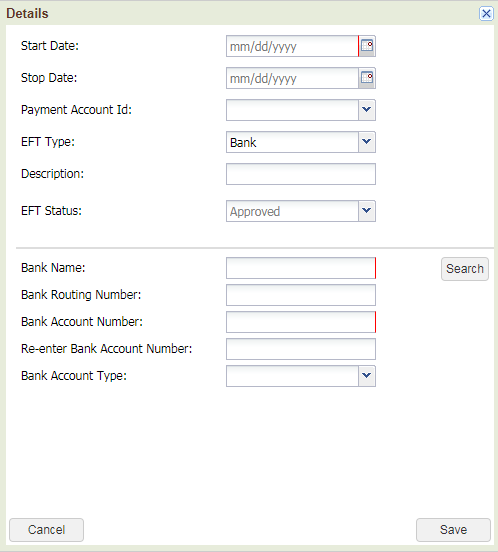 Details
Start Date: mm/dd/yyyy
Stop Date: mm/dd/yyyy
Payment Account Id:
EFT Type: Bank
Description:
EFT Status: Approved
Bank Name: Search
Bank Routing Number:
Bank Account Number:
Re-enter Bank Account Number:
Bank Account Type:
Cancel Save